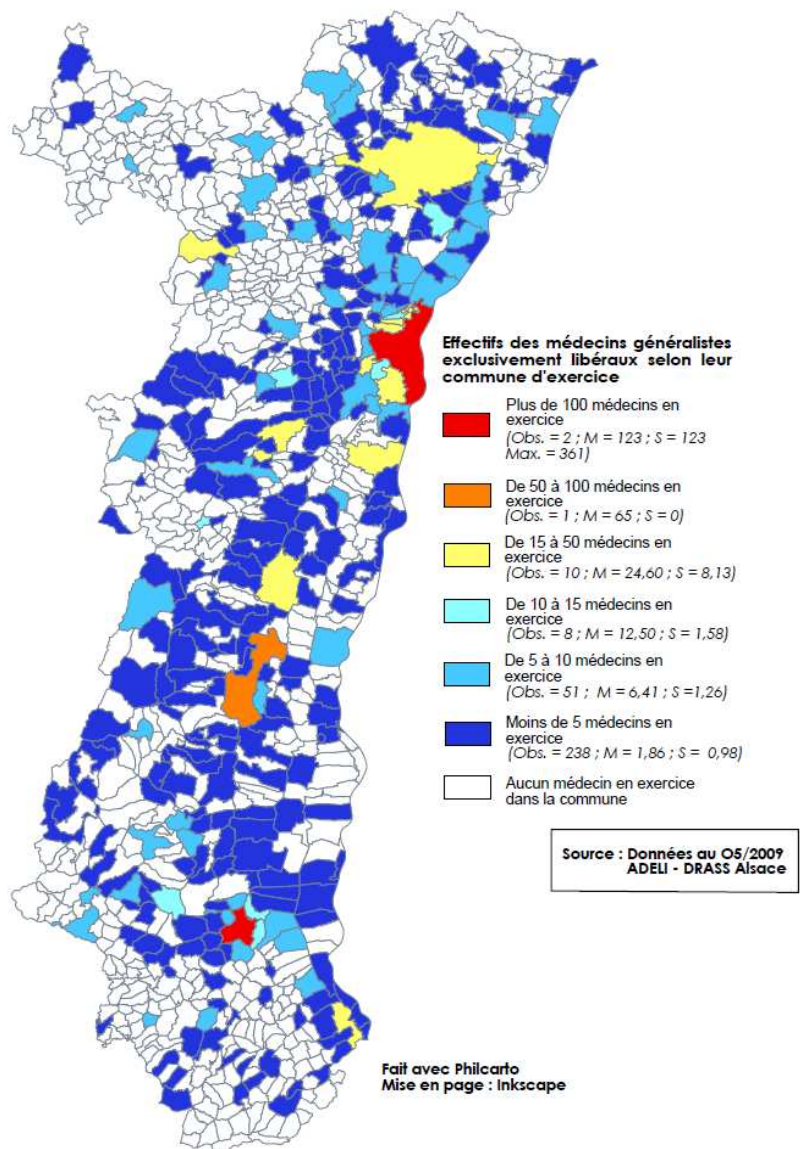 Effectifs des médecins généralistes
exclusivement libéraux selon leur
commune d'exercice
Plus de 100 médecins en
exercice
(Obs. = 2 ; M = 123 ; S = 123
Max. = 361)
De 50 à 100 médecins en
exercice
(Obs. = 1 ; M = 65 ; S = 0)
De 15 à 50 médecins en
exercice
(Obs. = 10 ; M = 24,60 ; S = 8,13)
De 10 à 15 médecins en
exercice
(Obs. = 8 ; M = 12,50 ; S = 1,58)
De 5 à 10 médecins en
exercice
(Obs. = 51 ; M = 6,41 ; S =1,26)
Moins de 5 médecins en
exercice
(Obs. = 238 ; M = 1,86 ; S = 0,98)
Aucun médecin en exercice
dans la commune
Source : Données au O5/2009
ADELI - DRASS Alsace
Fait avec Philcarto
Mise en page : Inkscape